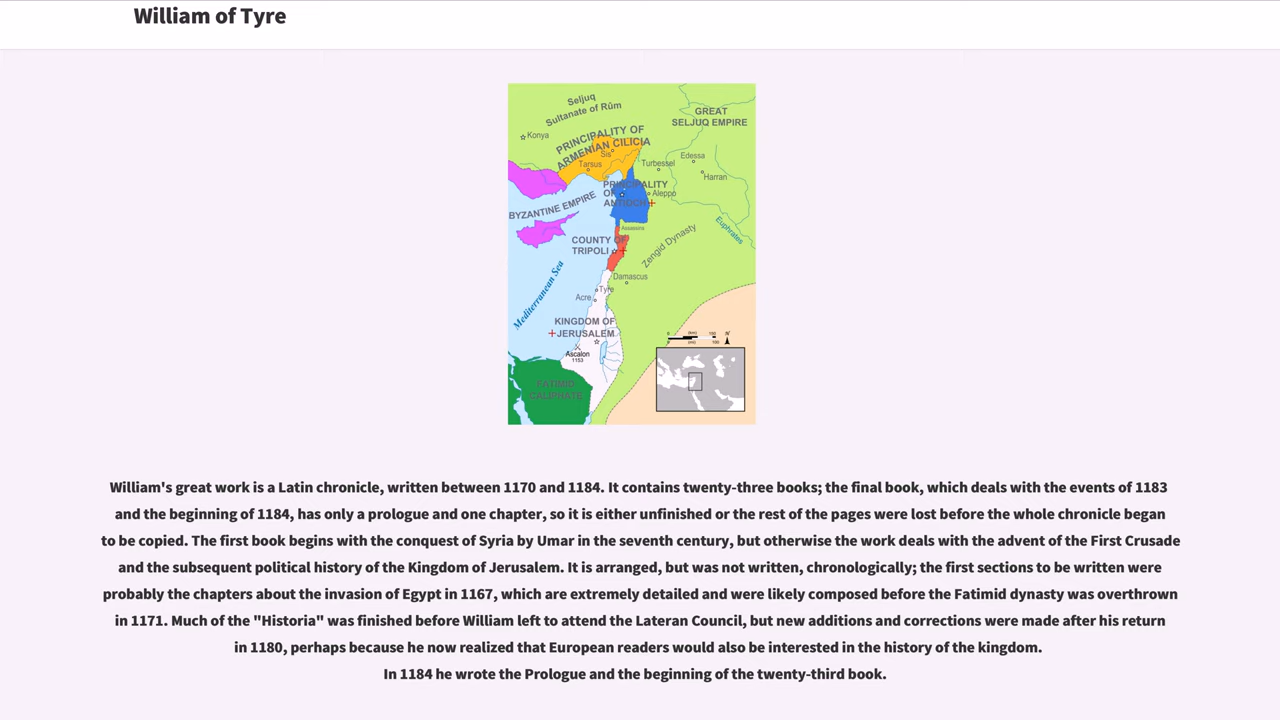 William of Tyre
Seljuq
Sultanate of Rûm
GREAT
SELJUQ EMPIRE
Konya
PRINCIPALITY OF
ARMENIAN CILICIA
Sis
Tarsus
Turbessel
Edessa
Harran
PRINCIPALITY
OF
ANTIOCH
Aleppo
BYZANTINE EMPIRE
Assassins
Euphrates
COUNTY OF
TRIPOLI
Zengid Dynasty
Damascus
Mediterranean Sea
Tyre
Acre
KINGDOM OF
JERUSALEM
Ascalon
1153
FATIMID
CALIPHATE
William's great work is a Latin chronicle, written between 1170 and 1184. It contains twenty-three books; the final book, which deals with the events of 1183
and the beginning of 1184, has only a prologue and one chapter, so it is either unfinished or the rest of the pages were lost before the whole chronicle began
to be copied. The first book begins with the conquest of Syria by Umar in the seventh century, but otherwise the work deals with the advent of the First Crusade
and the subsequent political history of the Kingdom of Jerusalem. It is arranged, but was not written, chronologically; the first sections to be written were
probably the chapters about the invasion of Egypt in 1167, which are extremely detailed and were likely composed before the Fatimid dynasty was overthrown
in 1171. Much of the "Historia" was finished before William left to attend the Lateran Council, but new additions and corrections were made after his return
in 1180, perhaps because he now realized that European readers would also be interested in the history of the kingdom.
In 1184 he wrote the Prologue and the beginning of the twenty-third book.